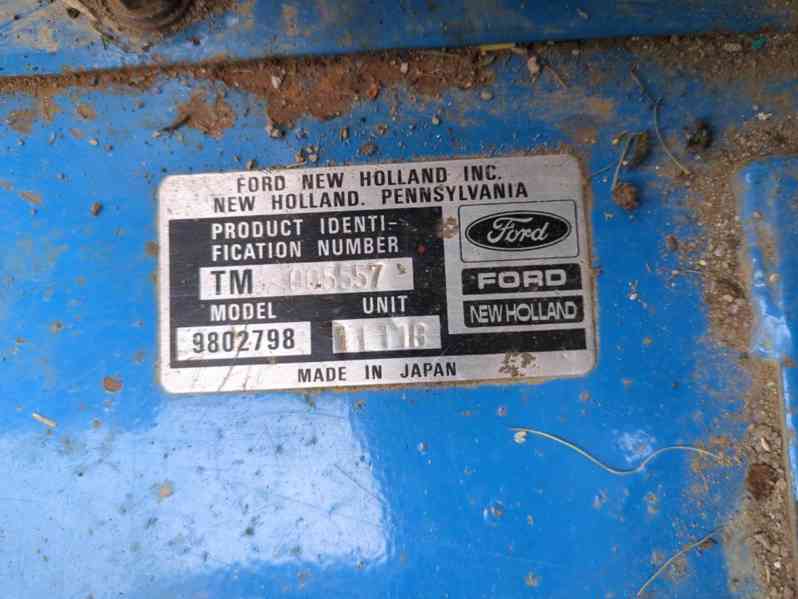 FORD NEW HOLLAND INC.
NEW HOLLAND. PENNSYLVANIA
PRODUCT IDENTI-
FICATION NUMBER
TM 005557
MODEL UNIT
9802798
MADE IN JAPAN
Ford
FORD
NEW HOLLAND